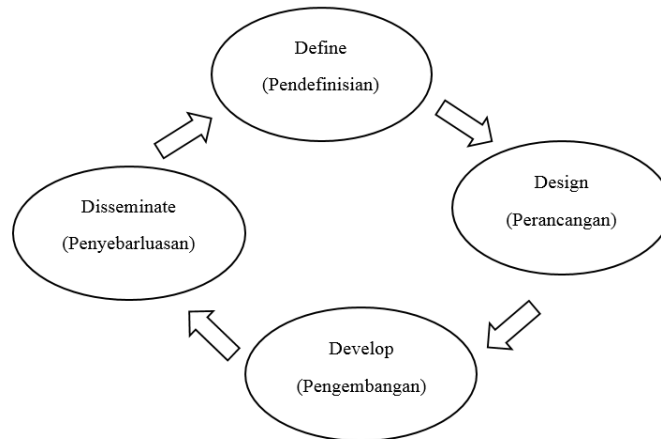 Define
(Pendefinisian)
Design
(Perancangan)
Develop
(Pengembangan)
Disseminate
(Penyebarluasan)